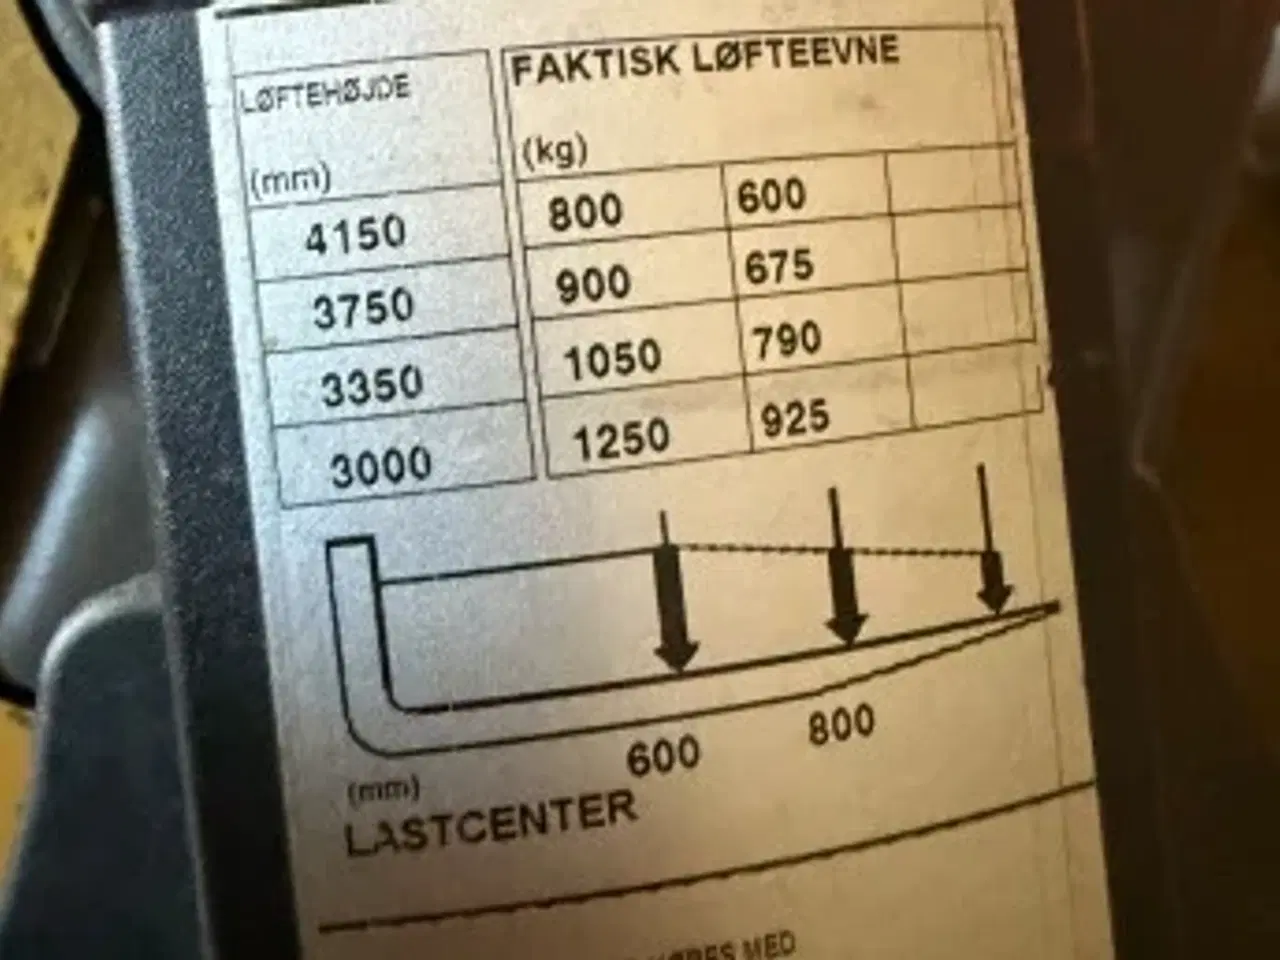 LØFTEHØJDE FAKTISK LØFTEEVNE
(mm) (kg)
4150 800 600
3750 900 675
3350 1050 790
3000 1250 925
600 800
(mm)
LASTCENTER
MED